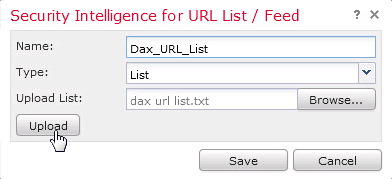 Security Intelligence for URL List / Feed ? ×
Name: Dax_URL_List
Type: List
Upload List: dax url list.txt Browse...
Upload
Save Cancel